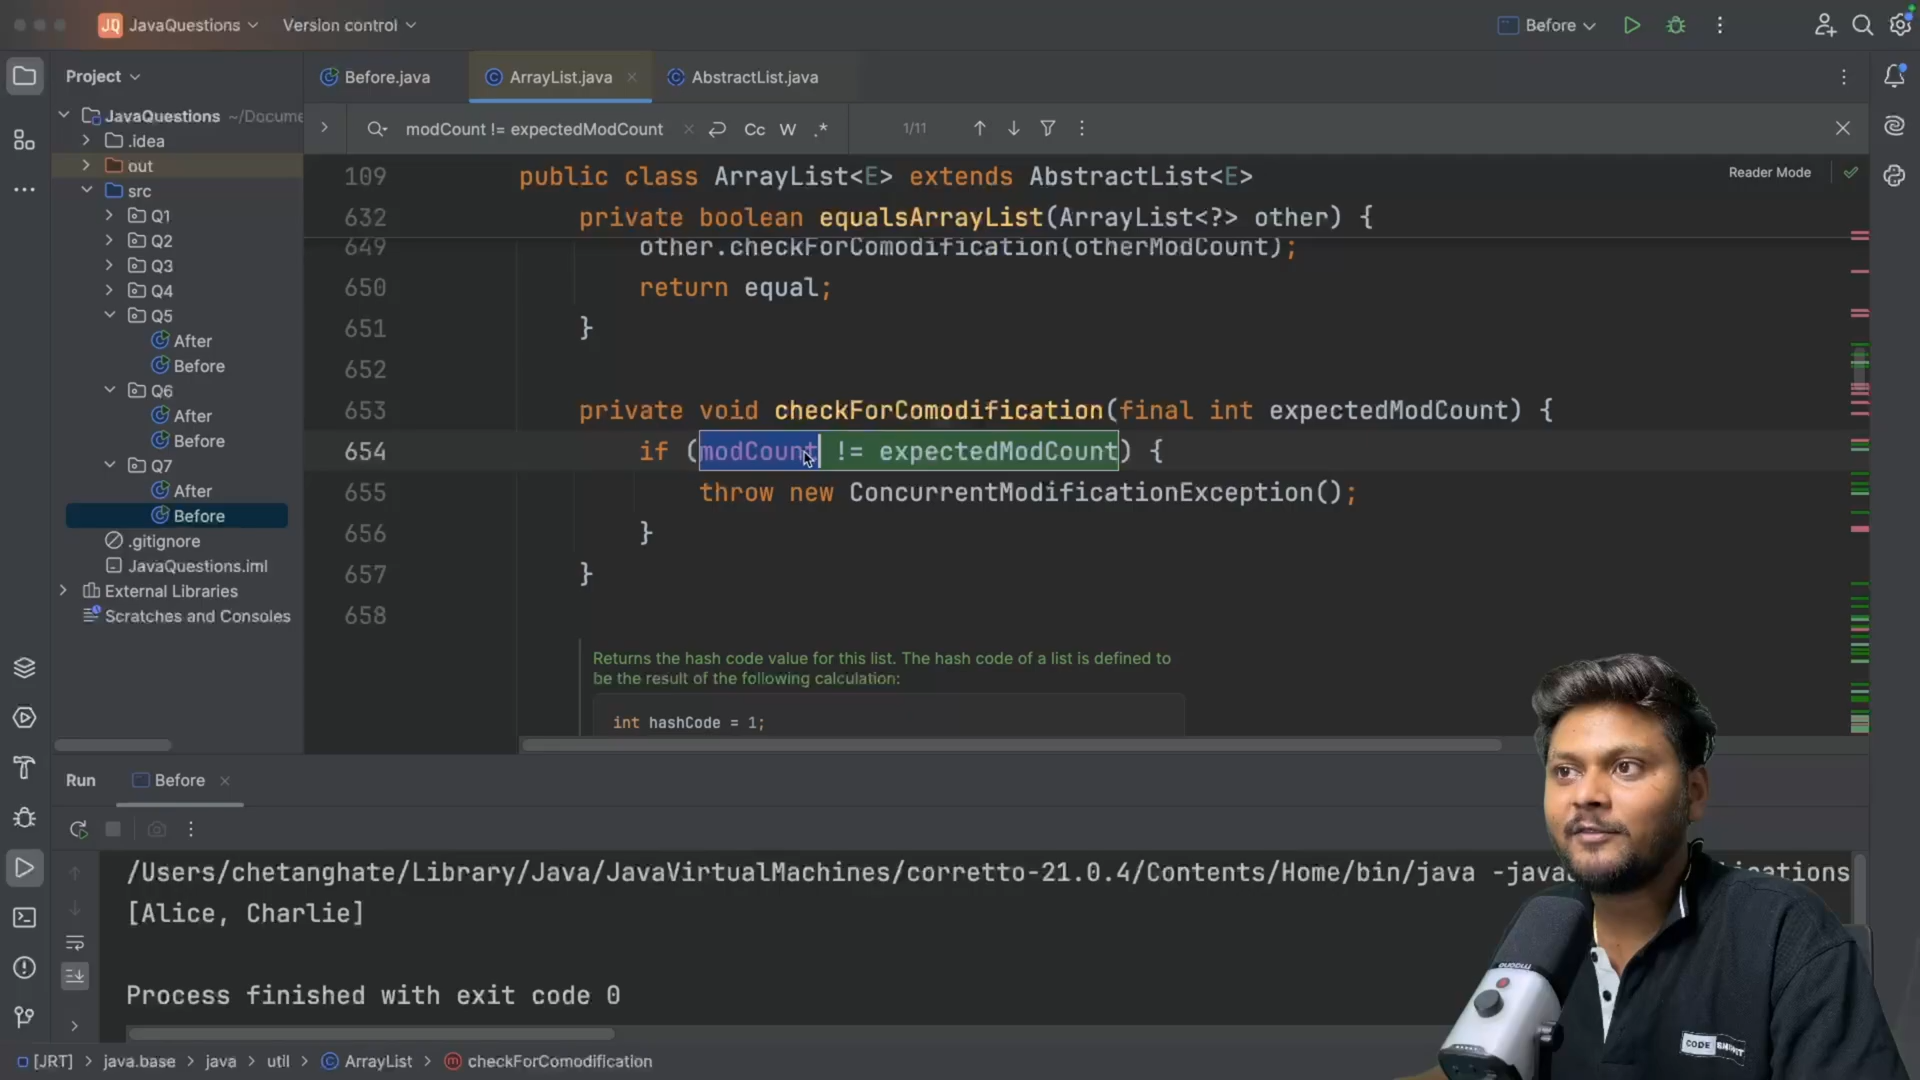 JQ JavaQuestions Version control Before
Project
Before.java ArrayList.java AbstractList.java
modCount != expectedModCount Cc W .* 1/11
JavaQuestions ~/Docume
.idea
out
src
Q1
Q2
Q3
Q4
Q5
After
Before
Q6
After
Before
Q7
After
Before
.gitignore
JavaQuestions.iml
External Libraries
Scratches and Consoles
Reader Mode
109 public class ArrayList<E> extends AbstractList<E>
632 private boolean equalsArrayList(ArrayList<?> other) {
649 other.checkForComodification(otherModCount);
650 return equal;
651 }
652
653 private void checkForComodification(final int expectedModCount) {
654 if (modCount != expectedModCount) {
655 throw new ConcurrentModificationException();
656 }
657 }
658
Returns the hash code value for this list. The hash code of a list is defined to
be the result of the following calculation:
int hashCode = 1;
Run Before
/Users/chetanghate/Library/Java/JavaVirtualMachines/corretto-21.0.4/Contents/Home/bin/java -java
[Alice, Charlie]
Process finished with exit code 0
[JRT] java.base java util ArrayList checkForComodification
maono
CODE